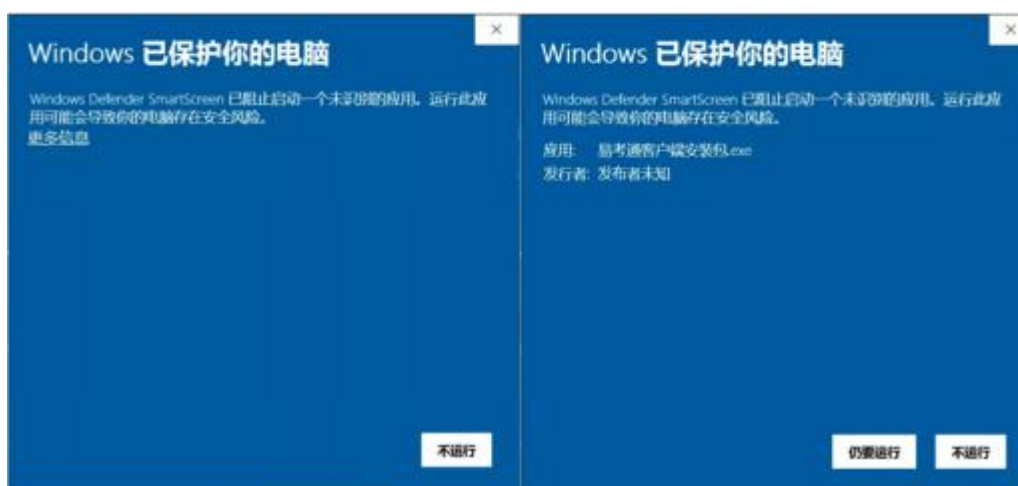 Windows 已保护你的电脑
Windows Defender SmartScreen 已阻止启动一个未识别的应用。运行此应
用可能会导致你的电脑存在安全风险。
更多信息
不运行
Windows 已保护你的电脑
Windows Defender SmartScreen 已阻止启动一个未识别的应用。运行此应
用可能会导致你的电脑存在安全风险。
应用: 易考通客户端安装包.exe
发行者: 发布者未知
仍要运行
不运行